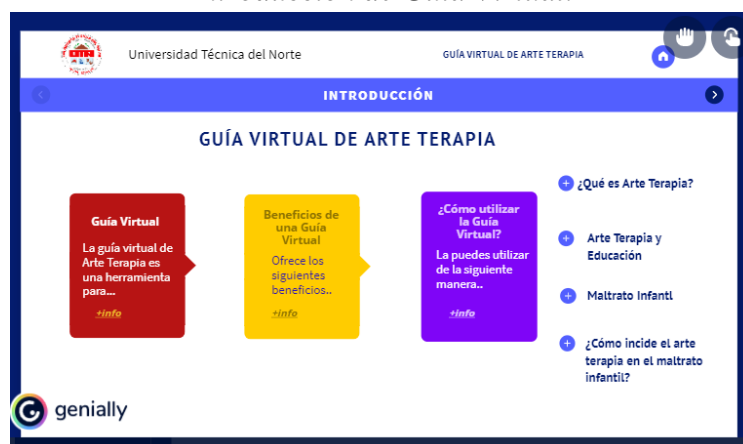 Universidad Técnica del Norte
GUÍA VIRTUAL DE ARTE TERAPIA
INTRODUCCIÓN
GUÍA VIRTUAL DE ARTE TERAPIA
Guía Virtual
La guía virtual de
Arte Terapia es
una herramienta
para...
+info
Beneficios de
una Guía
Virtual
Ofrece los
siguientes
beneficios..
+info
¿Cómo utilizar
la Guía
Virtual?
La puedes utilizar
de la siguiente
manera..
+info
¿Qué es Arte Terapia?
Arte Terapia y
Educación
Maltrato Infantl
¿Cómo incide el arte
terapia en el maltrato
infantil?
genially